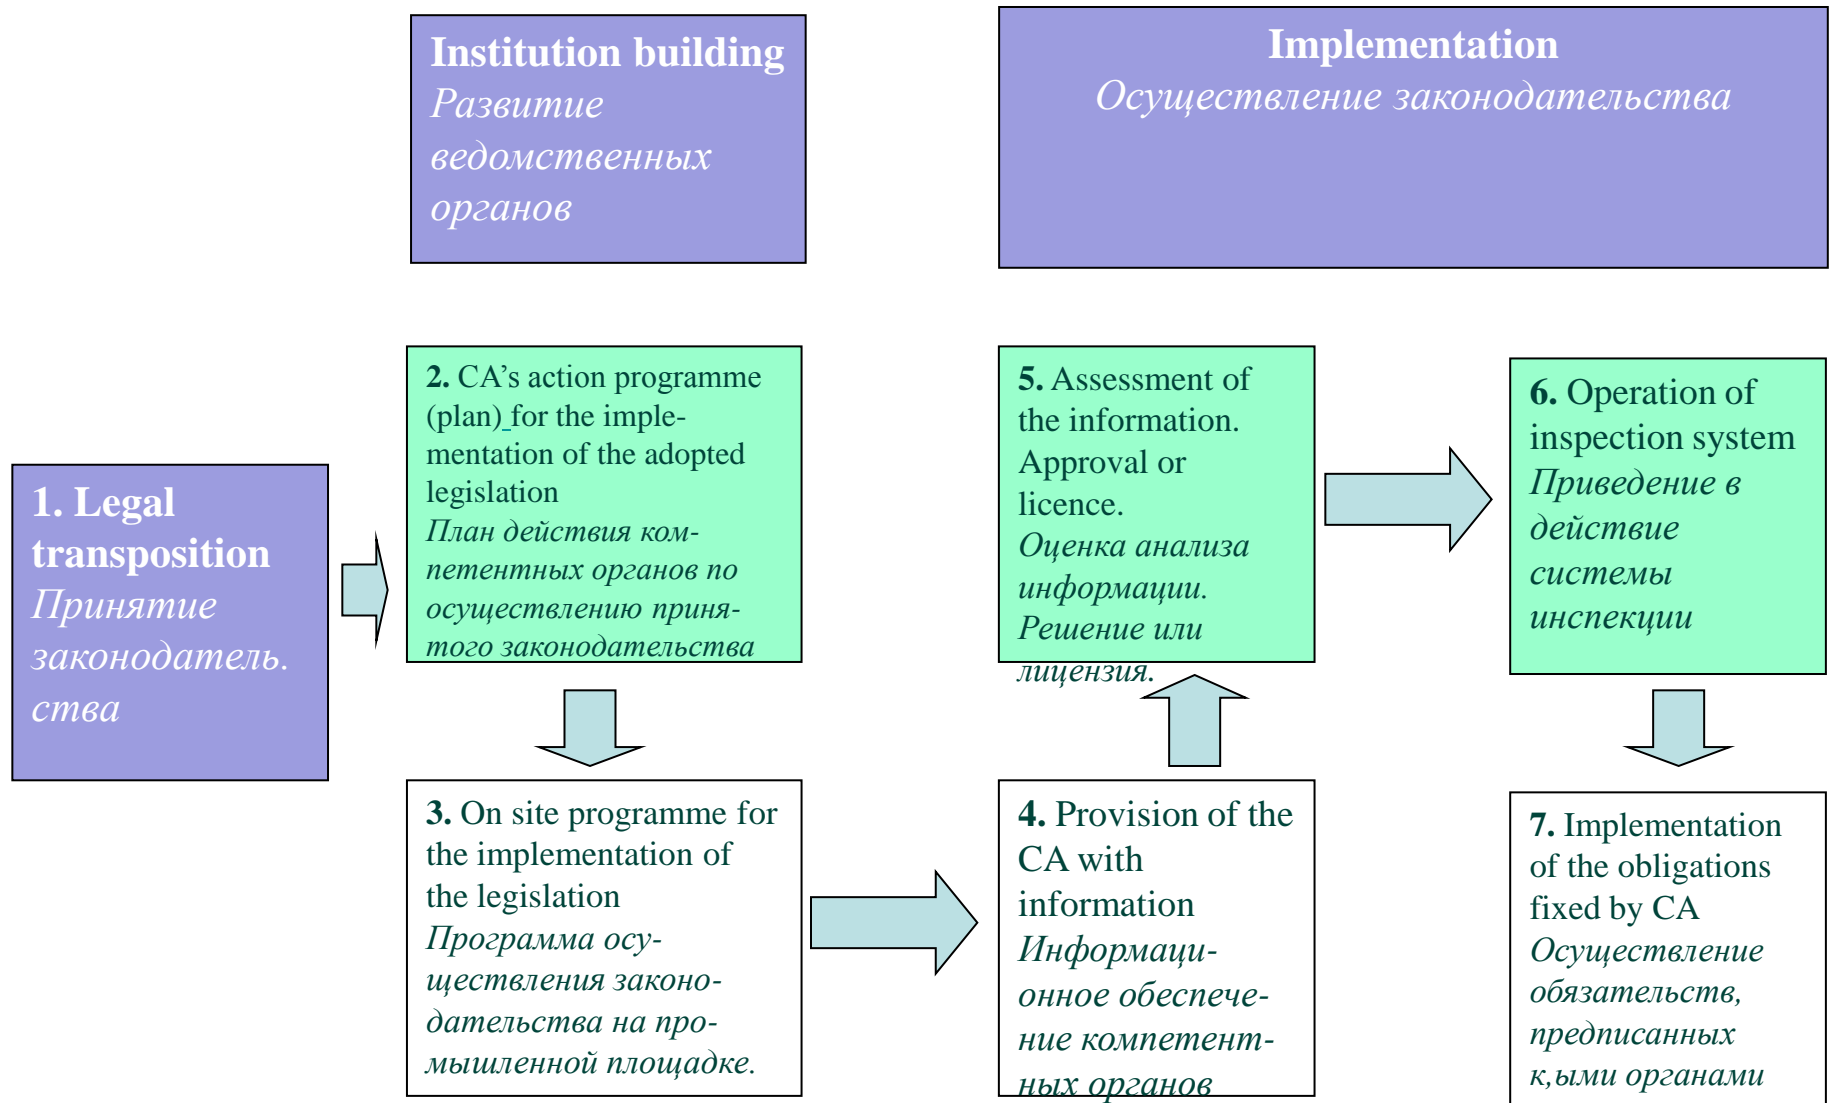 Institution building
Развитие
ведомственных
органов
Implementation
Осуществление законодательства
1. Legal
transposition
Принятие
законодатель.
ства
2. CA’s action programme
(plan) for the imple-
mentation of the adopted
legislation
План действия ком-
петентных органов по
осуществлению приня-
того законодательства
3. On site programme for
the implementation of
the legislation
Программа осу-
ществления законо-
дательства на про-
мышленной площадке.
4. Provision of the
CA with
information
Информаци-
онное обеспече-
ние компетент-
ных органов
5. Assessment of
the information.
Approval or
licence.
Оценка анализа
информации.
Решение или
лицензия.
6. Operation of
inspection system
Приведение в
действие
системы
инспекции
7. Implementation
of the obligations
fixed by CA
Осуществление
обязательств,
предписанных
к,ыми органами